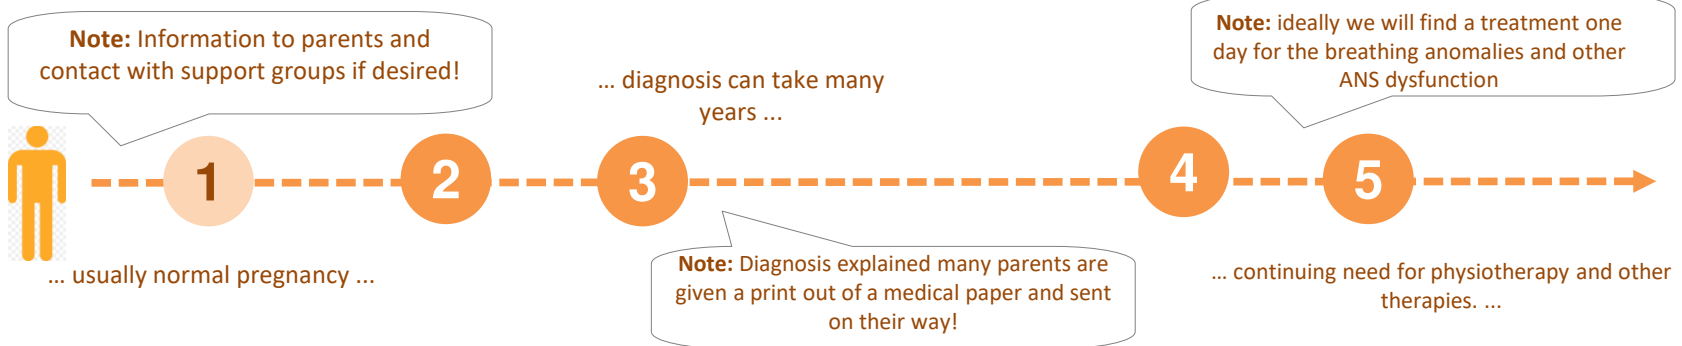 Note: Information to parents and
contact with support groups if desired!
... diagnosis can take many
years ...
Note: ideally we will find a treatment one
day for the breathing anomalies and other
ANS dysfunction
1
2
3
4
5
... usually normal pregnancy ...
Note: Diagnosis explained many parents are
given a print out of a medical paper and sent
on their way!
... continuing need for physiotherapy and other
therapies. ...